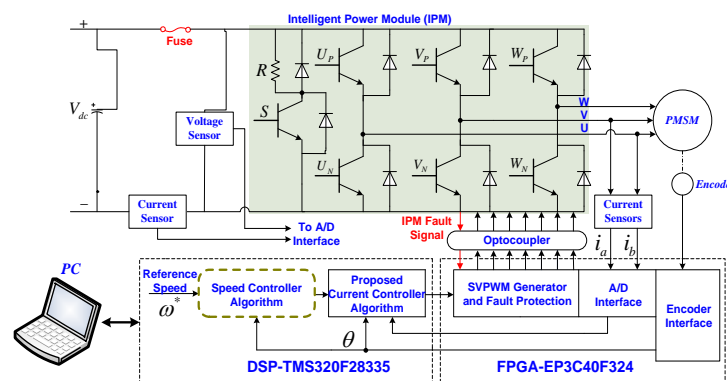 Intelligent Power Module (IPM)
+
Fuse
R
U_P
V_P
W_P
V_dc
+
S
Voltage
Sensor
W
V
U
PMSM
U_N
V_N
W_N
Encode
−
Current
Sensor
To A/D
Interface
IPM Fault
Signal
Optocoupler
Current
Sensors
i_a
i_b
PC
Reference
Speed
ω*
Speed Controller
Algorithm
Proposed
Current Controller
Algorithm
SVPWM Generator
and Fault Protection
A/D
Interface
Encoder
Interface
θ
DSP-TMS320F28335
FPGA-EP3C40F324